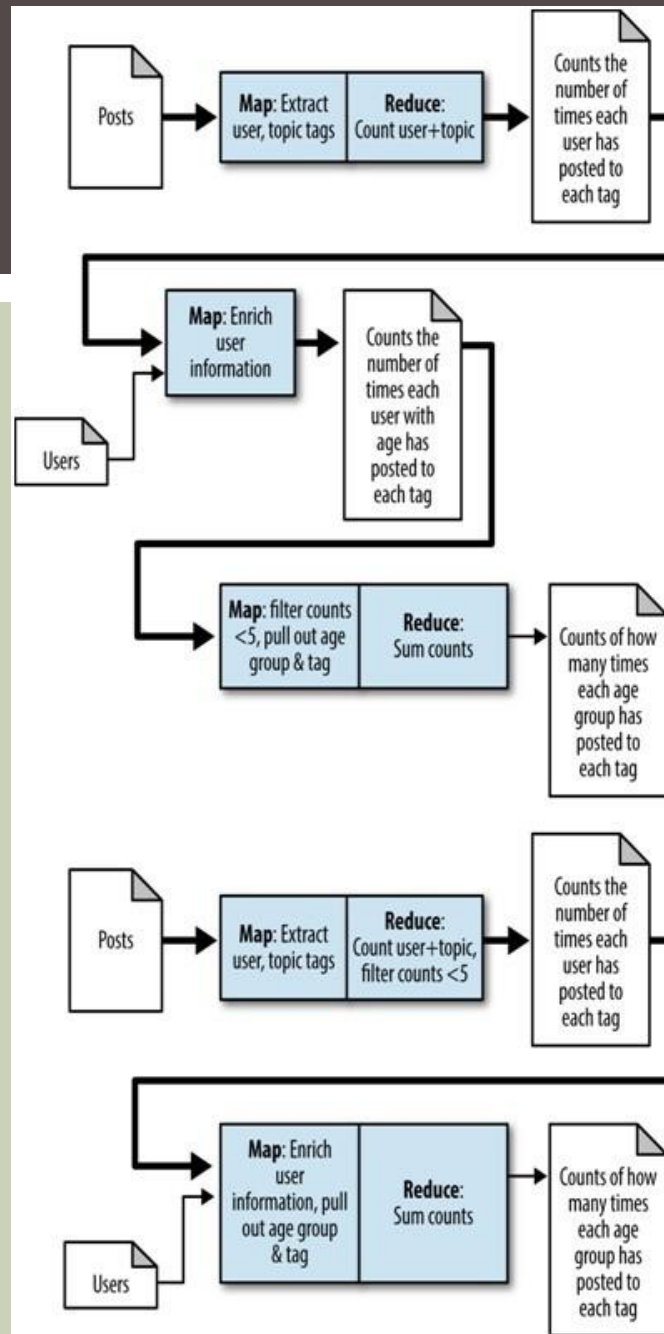 Posts
Map: Extract
user, topic tags
Reduce:
Count user+topic
Counts the
number of
times each
user has
posted to
each tag
Map: Enrich
user
information
Users
Counts the
number of
times each
user with
age has
posted to
each tag
Map: filter counts
<5, pull out age
group & tag
Reduce:
Sum counts
Counts of how
many times
each age
group has
posted to
each tag
Posts
Map: Extract
user, topic tags
Reduce:
Count user+topic,
filter counts <5
Counts the
number of
times each
user has
posted to
each tag
Map: Enrich
user
information, pull
out age group
& tag
Users
Reduce:
Sum counts
Counts of how
many times
each age
group has
posted to
each tag